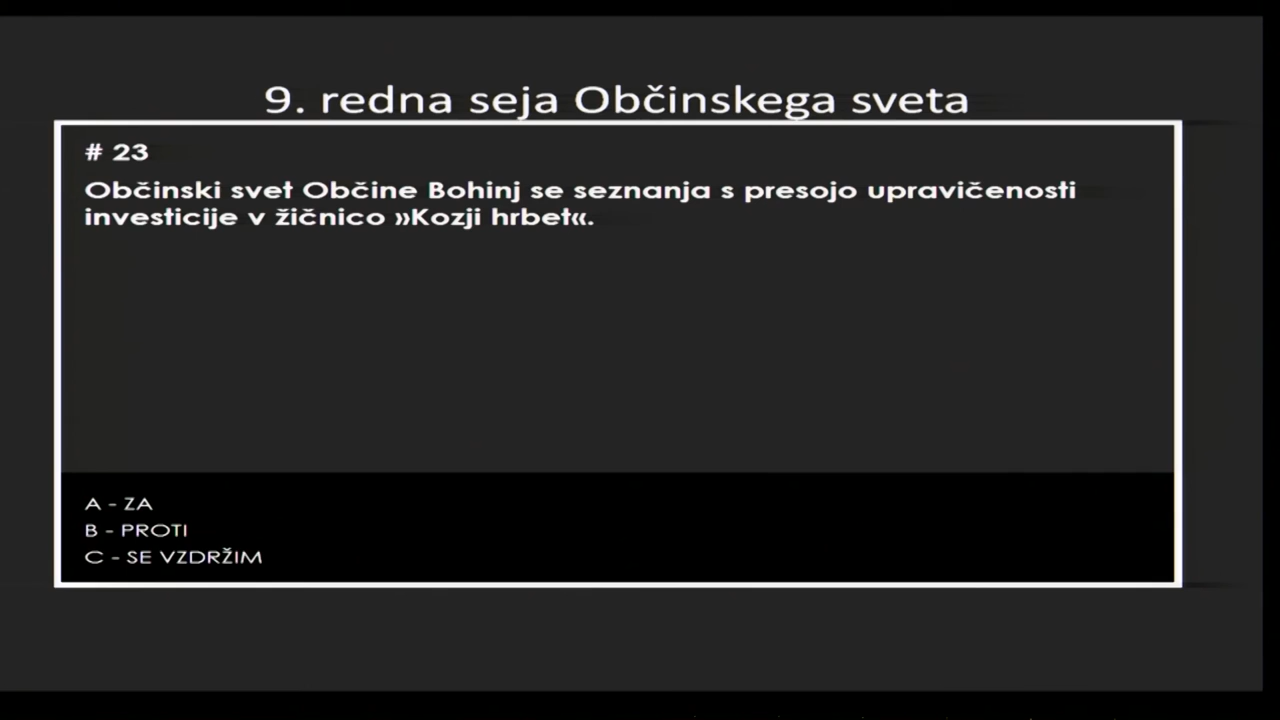 9. redna seja Občinskega sveta
# 23
Občinski svet Občine Bohinj se seznanja s presojo upravičenosti
investicije v žičnico »Kozji hrbet«.
A - ZA
B - PROTI
C - SE VZDRŽIM